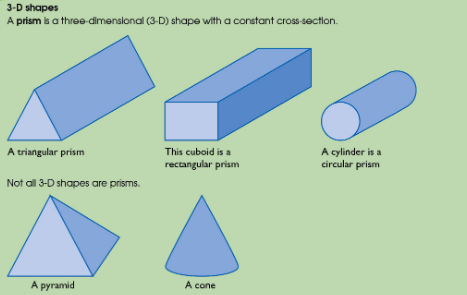 3-D shapes
A prism is a three-dimensional (3-D) shape with a constant cross-section.
A triangular prism
This cuboid is a
rectangular prism
A cylinder is a
circular prism
Not all 3-D shapes are prisms.
A pyramid
A cone